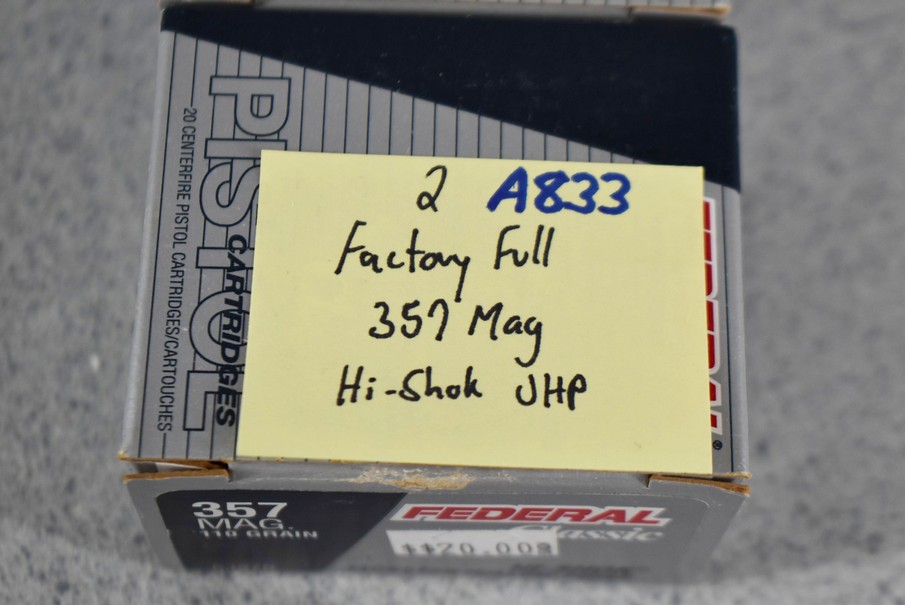 PISTOL
CARTRIDGES
20 CENTERFIRE PISTOL CARTRIDGES/CARTOUCHES
2 A833
Factory Full
357 Mag
Hi-Shok JHP
FEDERAL®
357
MAG.
110 GRAIN
FEDERAL
Classic